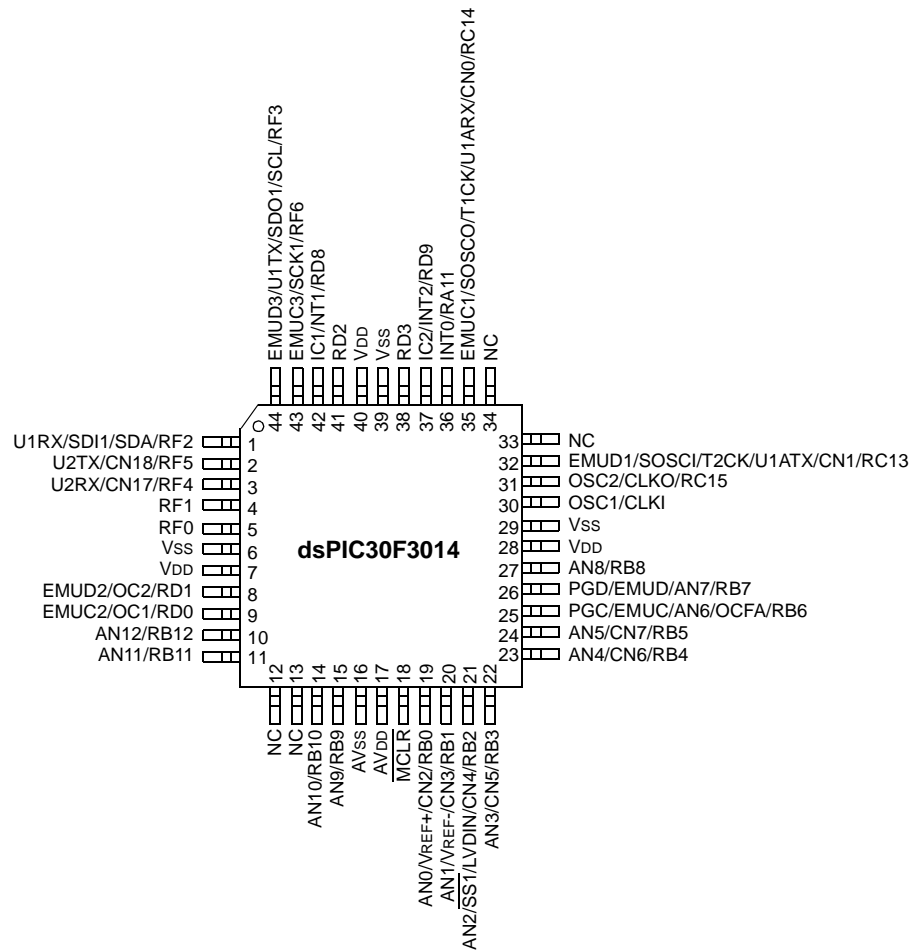 EMUD3/U1TX/SDO1/SCL/RF3
EMUC3/SCK1/RF6
IC1/NT1/RD8
RD2
VDD
VSS
RD3
IC2/INT2/RD9
INT0/RA11
EMUC1/SOSCO/T1CK/U1ARX/CN0/RC14
NC
44
43
42
41
40
39
38
37
36
35
34
U1RX/SDI1/SDA/RF2 1
U2TX/CN18/RF5 2
U2RX/CN17/RF4 3
RF1 4
RF0 5
VSS 6
VDD 7
EMUD2/OC2/RD1 8
EMUC2/OC1/RD0 9
AN12/RB12 10
AN11/RB11 11
dsPIC30F3014
33 NC
32 EMUD1/SOSCI/T2CK/U1ATX/CN1/RC13
31 OSC2/CLKO/RC15
30 OSC1/CLKI
29 VSS
28 VDD
27 AN8/RB8
26 PGD/EMUD/AN7/RB7
25 PGC/EMUC/AN6/OCFA/RB6
24 AN5/CN7/RB5
23 AN4/CN6/RB4
12
13
14
15
16
17
18
19
20
21
22
NC
NC
AN10/RB10
AN9/RB9
AVSS
AVDD
MCLR
AN0/VREF+/CN2/RB0
AN1/VREF-/CN3/RB1
AN2/SS1/LVDIN/CN4/RB2
AN3/CN5/RB3